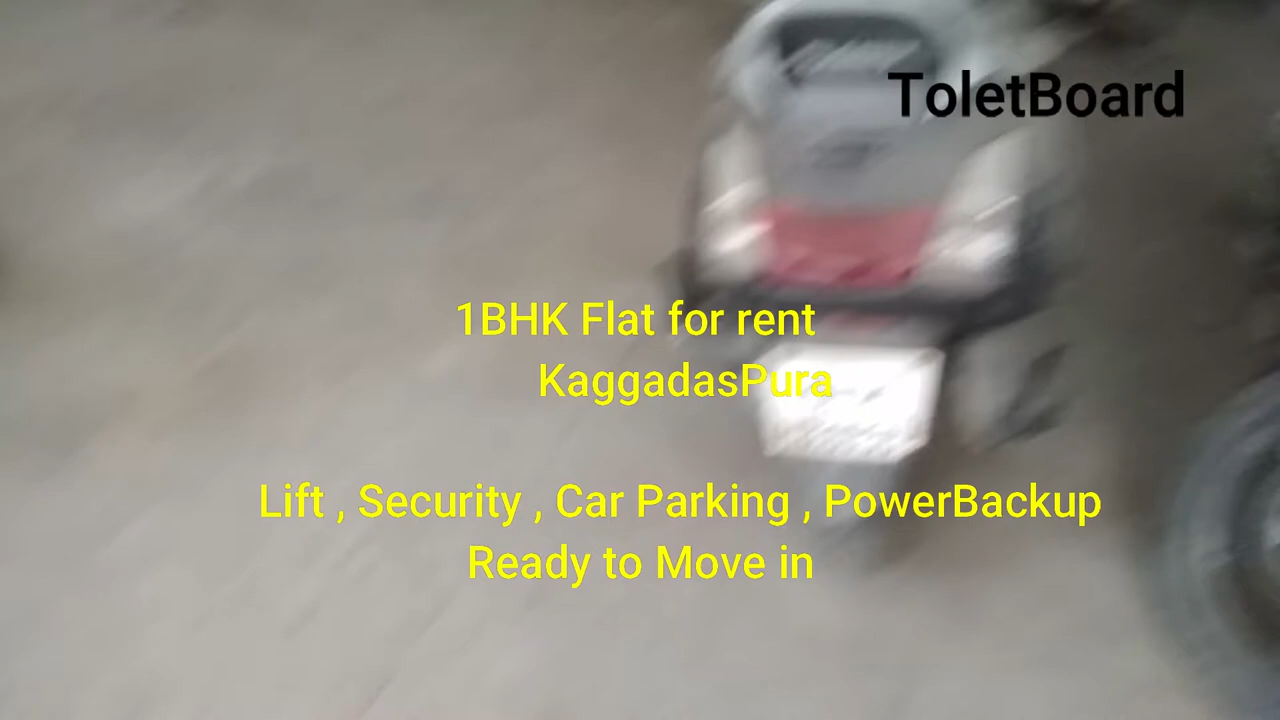 ToletBoard
1BHK Flat for rent
KaggadasPura
Lift , Security , Car Parking , PowerBackup
Ready to Move in